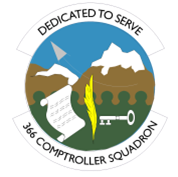 DEDICATED TO SERVE
366 COMPTROLLER SQUADRON